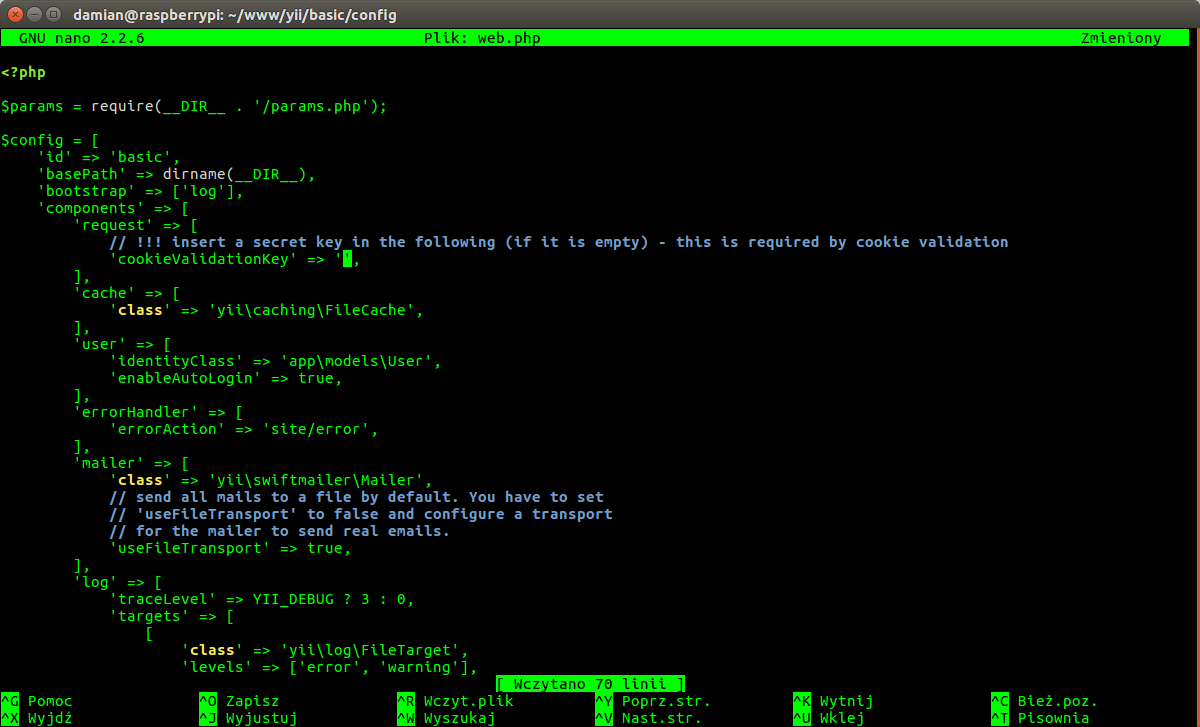 damian@raspberrypi: ~/www/yii/basic/config
GNU nano 2.2.6 Plik: web.php Zmieniony
<?php
$params = require(__DIR__ . '/params.php');
$config = [
    'id' => 'basic',
    'basePath' => dirname(__DIR__),
    'bootstrap' => ['log'],
    'components' => [
        'request' => [
            // !!! insert a secret key in the following (if it is empty) - this is required by cookie validation
            'cookieValidationKey' => '',
        ],
        'cache' => [
            'class' => 'yii\caching\FileCache',
        ],
        'user' => [
            'identityClass' => 'app\models\User',
            'enableAutoLogin' => true,
        ],
        'errorHandler' => [
            'errorAction' => 'site/error',
        ],
        'mailer' => [
            'class' => 'yii\swiftmailer\Mailer',
            // send all mails to a file by default. You have to set
            // 'useFileTransport' to false and configure a transport
            // for the mailer to send real emails.
            'useFileTransport' => true,
        ],
        'log' => [
            'traceLevel' => YII_DEBUG ? 3 : 0,
            'targets' => [
                [
                    'class' => 'yii\log\FileTarget',
                    'levels' => ['error', 'warning'],
[ Wczytano 70 linii ]
^G Pomoc ^O Zapisz ^R Wczyt.plik ^Y Poprz.str. ^K Wytnij ^C Bież.poz.
^X Wyjdź ^J Wyjustuj ^W Wyszukaj ^V Nast.str. ^U Wklej ^T Pisownia